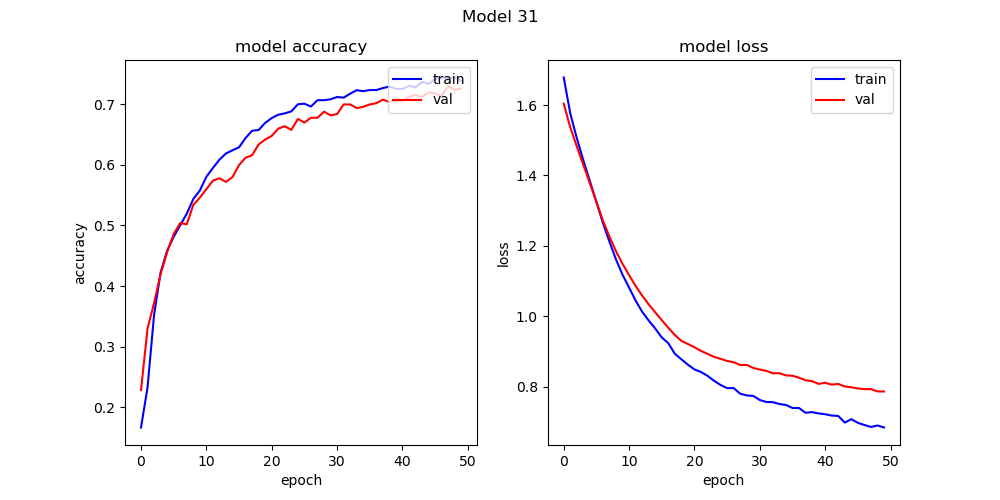 Model 31
model accuracy
train
val
0.7
0.6
0.5
0.4
0.3
0.2
accuracy
0 10 20 30 40 50
epoch
model loss
train
val
1.6
1.4
1.2
1.0
0.8
loss
0 10 20 30 40 50
epoch